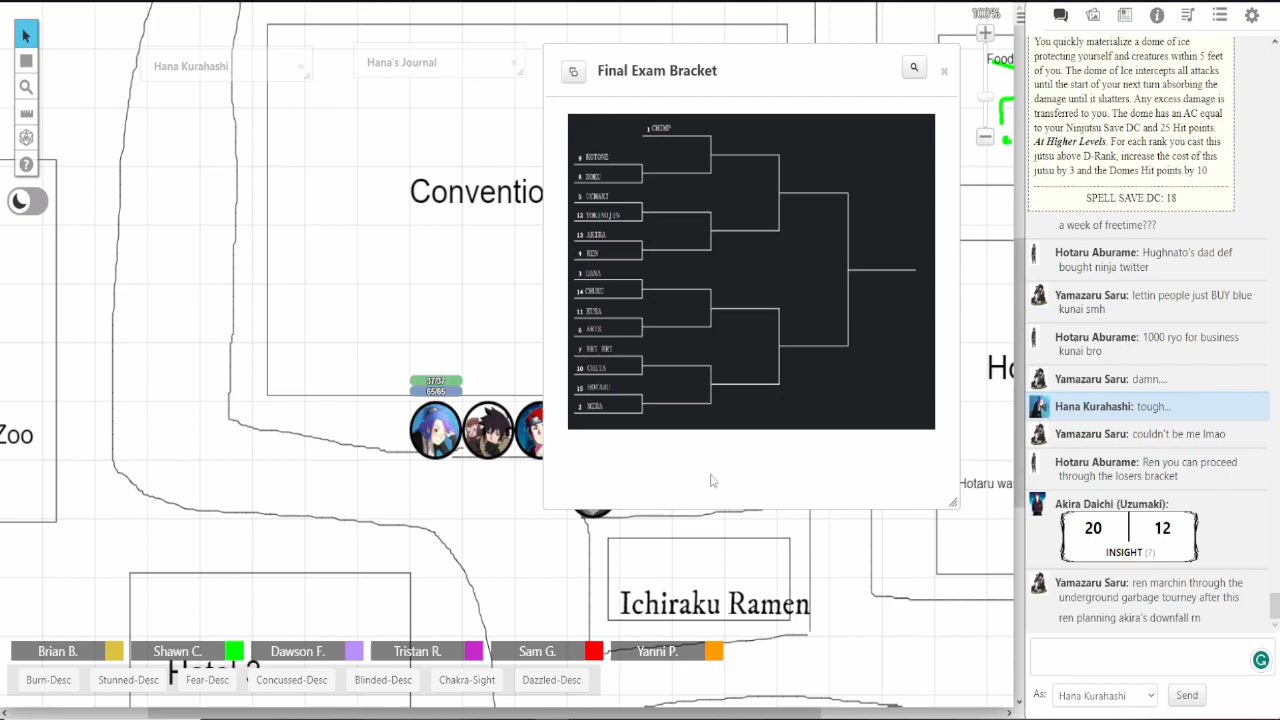 100%
Hana Kurahashi
Hana's Journal
Food
Conventio
Zoo
Ho
Hotaru wa
Ichiraku Ramen
Hotel ?
37/37
65/65
Final Exam Bracket
1 CHIMP
9 KOTONE
8 ROKU
5 UCHAKI
12 TOKINOJIN
13 AKIRA
4 REN
3 HANA
14 CHUKU
11 KUSA
6 ARIS
7 ERI ERI
10 CHITA
15 HOTARU
2 MIRA
Brian B.
Shawn C.
Dawson F.
Tristan R.
Sam G.
Yanni P.
Burn-Desc
Stunned-Desc
Fear-Desc
Concussed-Desc
Blinded-Desc
Chakra-Sight
Dazzled-Desc
You quickly materialize a dome of ice
protecting yourself and creatures within 5 feet
of you. The dome of Ice intercepts all attacks
until the start of your next turn absorbing the
damage until it shatters. Any excess damage is
transferred to you. The dome has an AC equal
to your Ninjutsu Save DC and 25 Hit points.
At Higher Levels. For each rank you cast this
jutsu above D-Rank, increase the cost of this
jutsu by 3 and the Domes Hit points by 10
SPELL SAVE DC: 18
a week of freetime???
Hotaru Aburame: Hughnato's dad def
bought ninja twitter
Yamazaru Saru: lettin people just BUY blue
kunai smh
Hotaru Aburame: 1000 ryo for business
kunai bro
Yamazaru Saru: damn....
Hana Kurahashi: tough...
Yamazaru Saru: couldn't be me lmao
Hotaru Aburame: Ren you can proceed
through the losers bracket
Akira Daichi (Uzumaki):
20 12
INSIGHT (7)
Yamazaru Saru: ren marchin through the
underground garbage tourney after this
ren planning akira's downfall rn
As: Hana Kurahashi Send